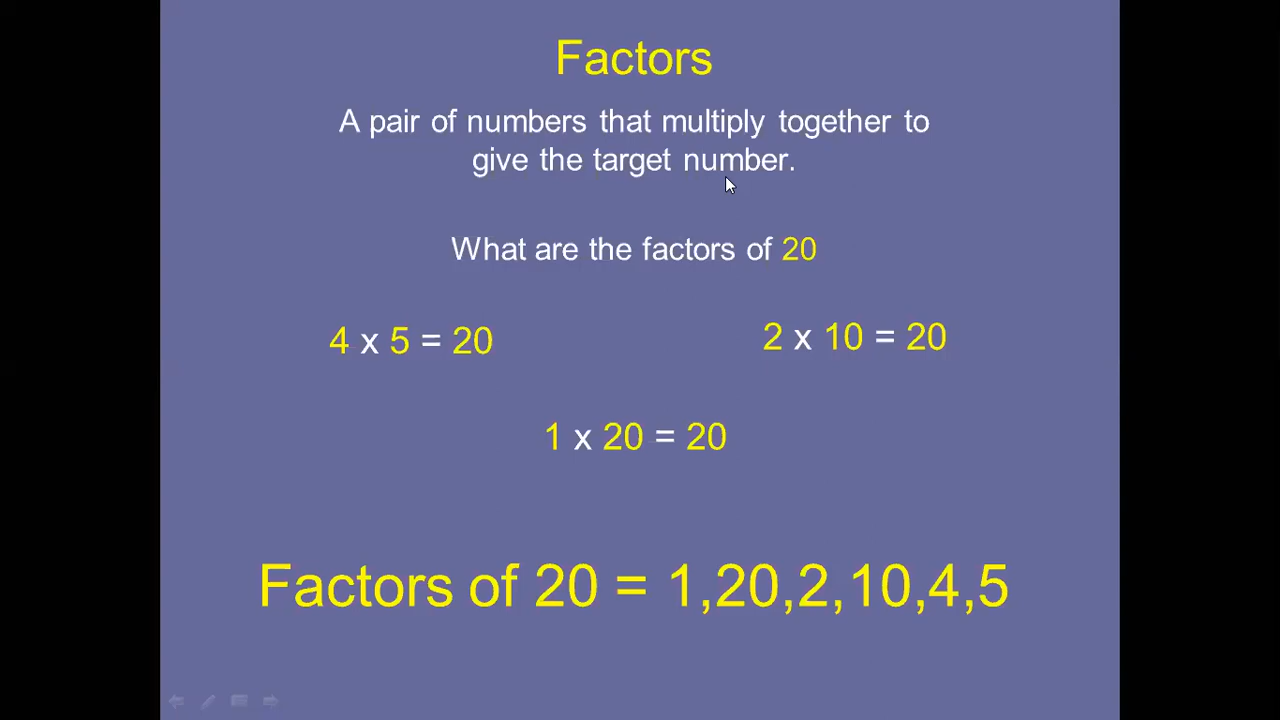 Factors
A pair of numbers that multiply together to
give the target number.
What are the factors of 20
4 x 5 = 20
2 x 10 = 20
1 x 20 = 20
Factors of 20 = 1,20,2,10,4,5